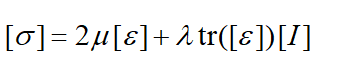 [σ] = 2μ[ε] + λ tr([ε])[I]